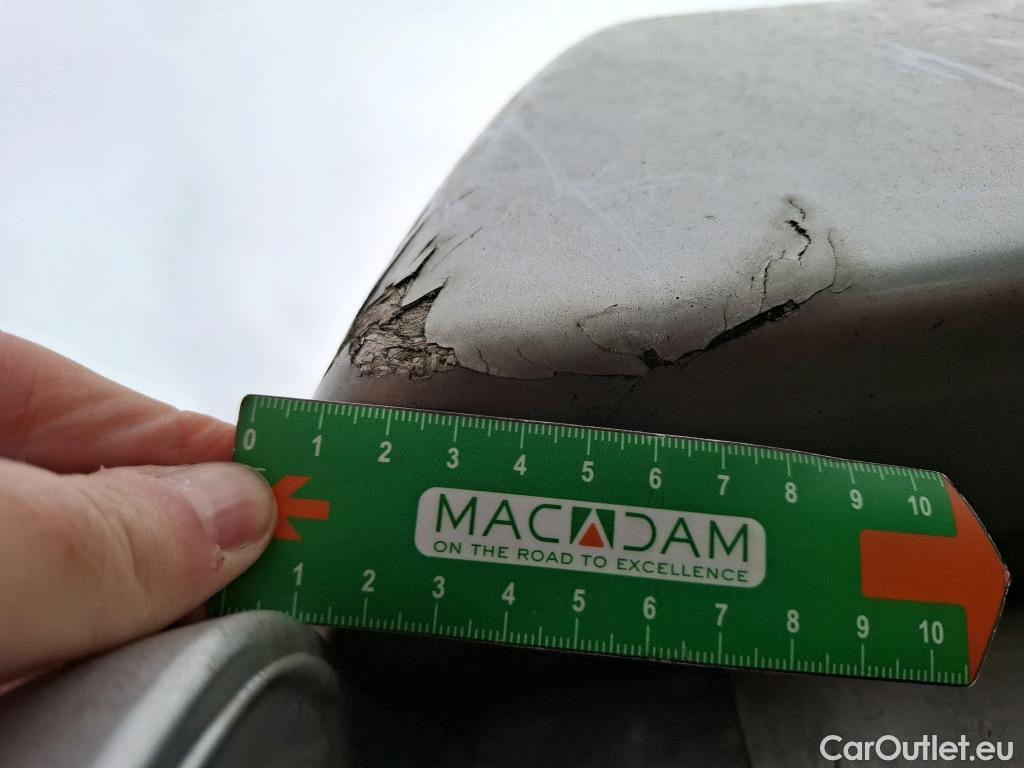 0 1 2 3 4 5 6 7 8 9 10
MACADAM
ON THE ROAD TO EXCELLENCE
1 2 3 4 5 6 7 8 9 10
CarOutlet.eu